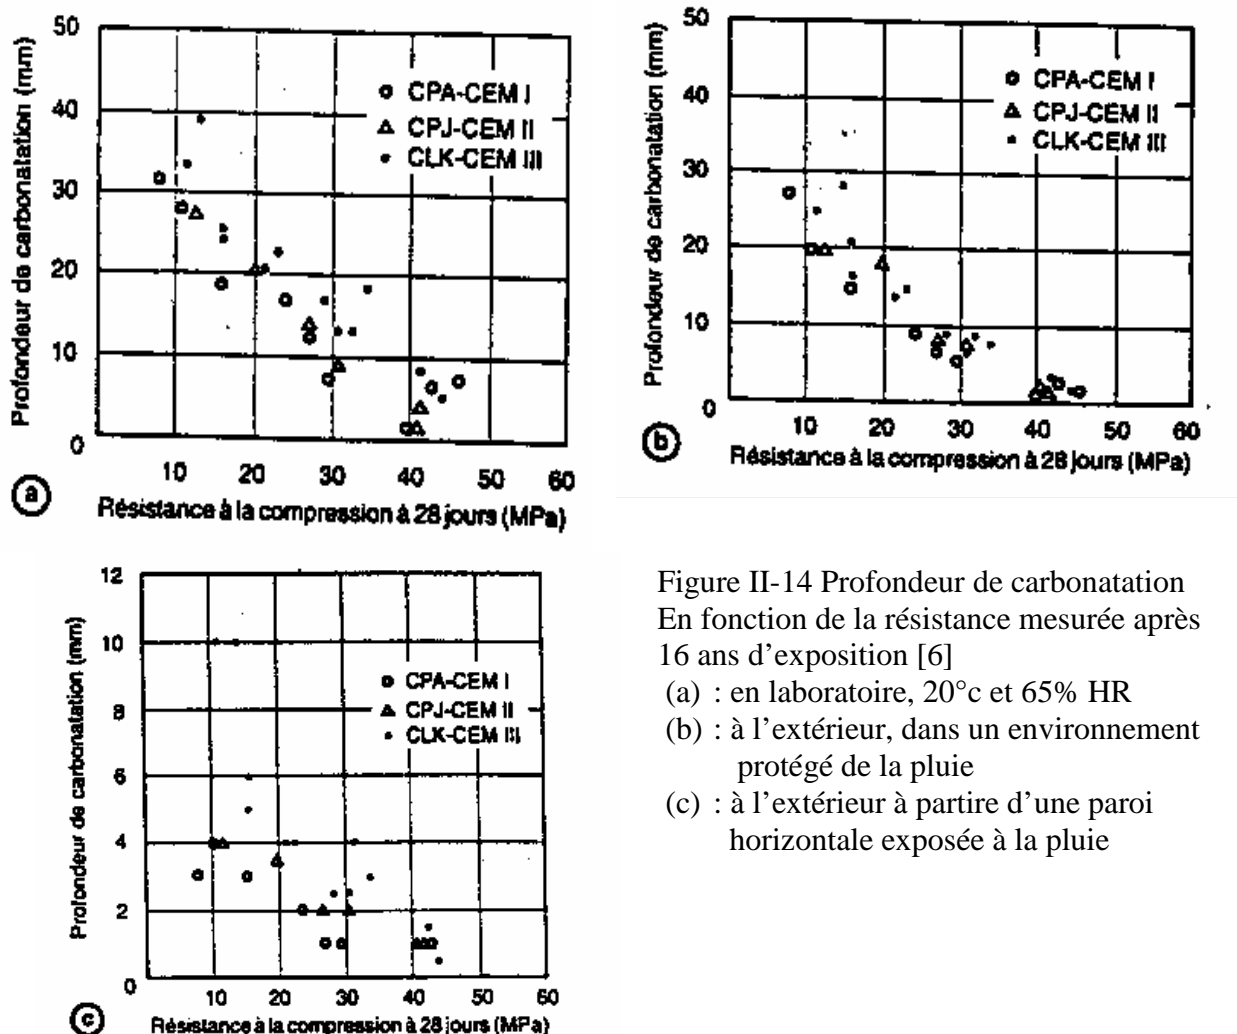 Profondeur de carbonatation (mm)
50
40
30
20
10
0
CPA-CEM I
CPJ-CEM II
CLK-CEM III
10 20 30 40 50 60
Résistance à la compression à 28 jours (MPa)
a
Profondeur de carbonatation (mm)
50
40
30
20
10
0
CPA-CEM I
CPJ-CEM II
CLK-CEM III
10 20 30 40 50 60
Résistance à la compression à 28 jours (MPa)
b
Profondeur de carbonatation (mm)
12
10
8
6
4
2
0
CPA-CEM I
CPJ-CEM II
CLK-CEM III
10 20 30 40 50 60
Résistance à la compression à 28 jours (MPa)
c
Figure II-14 Profondeur de carbonatation
En fonction de la résistance mesurée après
16 ans d’exposition [6]
(a) : en laboratoire, 20°c et 65% HR
(b) : à l’extérieur, dans un environnement
protégé de la pluie
(c) : à l’extérieur à partire d’une paroi
horizontale exposée à la pluie